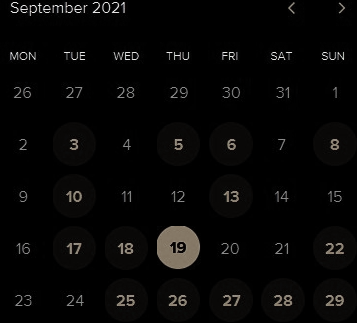 September 2021
MON TUE WED THU FRI SAT SUN
26 27 28 29 30 31 1
2 3 4 5 6 7 8
9 10 11 12 13 14 15
16 17 18 19 20 21 22
23 24 25 26 27 28 29